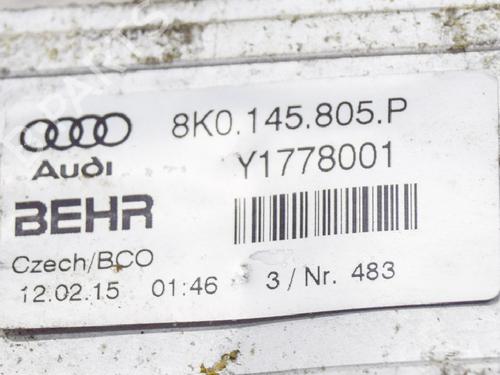 8K0.145.805.P
Audi
Y1778001
BEHR
Czech/BCO
12.02.15 01:46 3 / Nr. 483